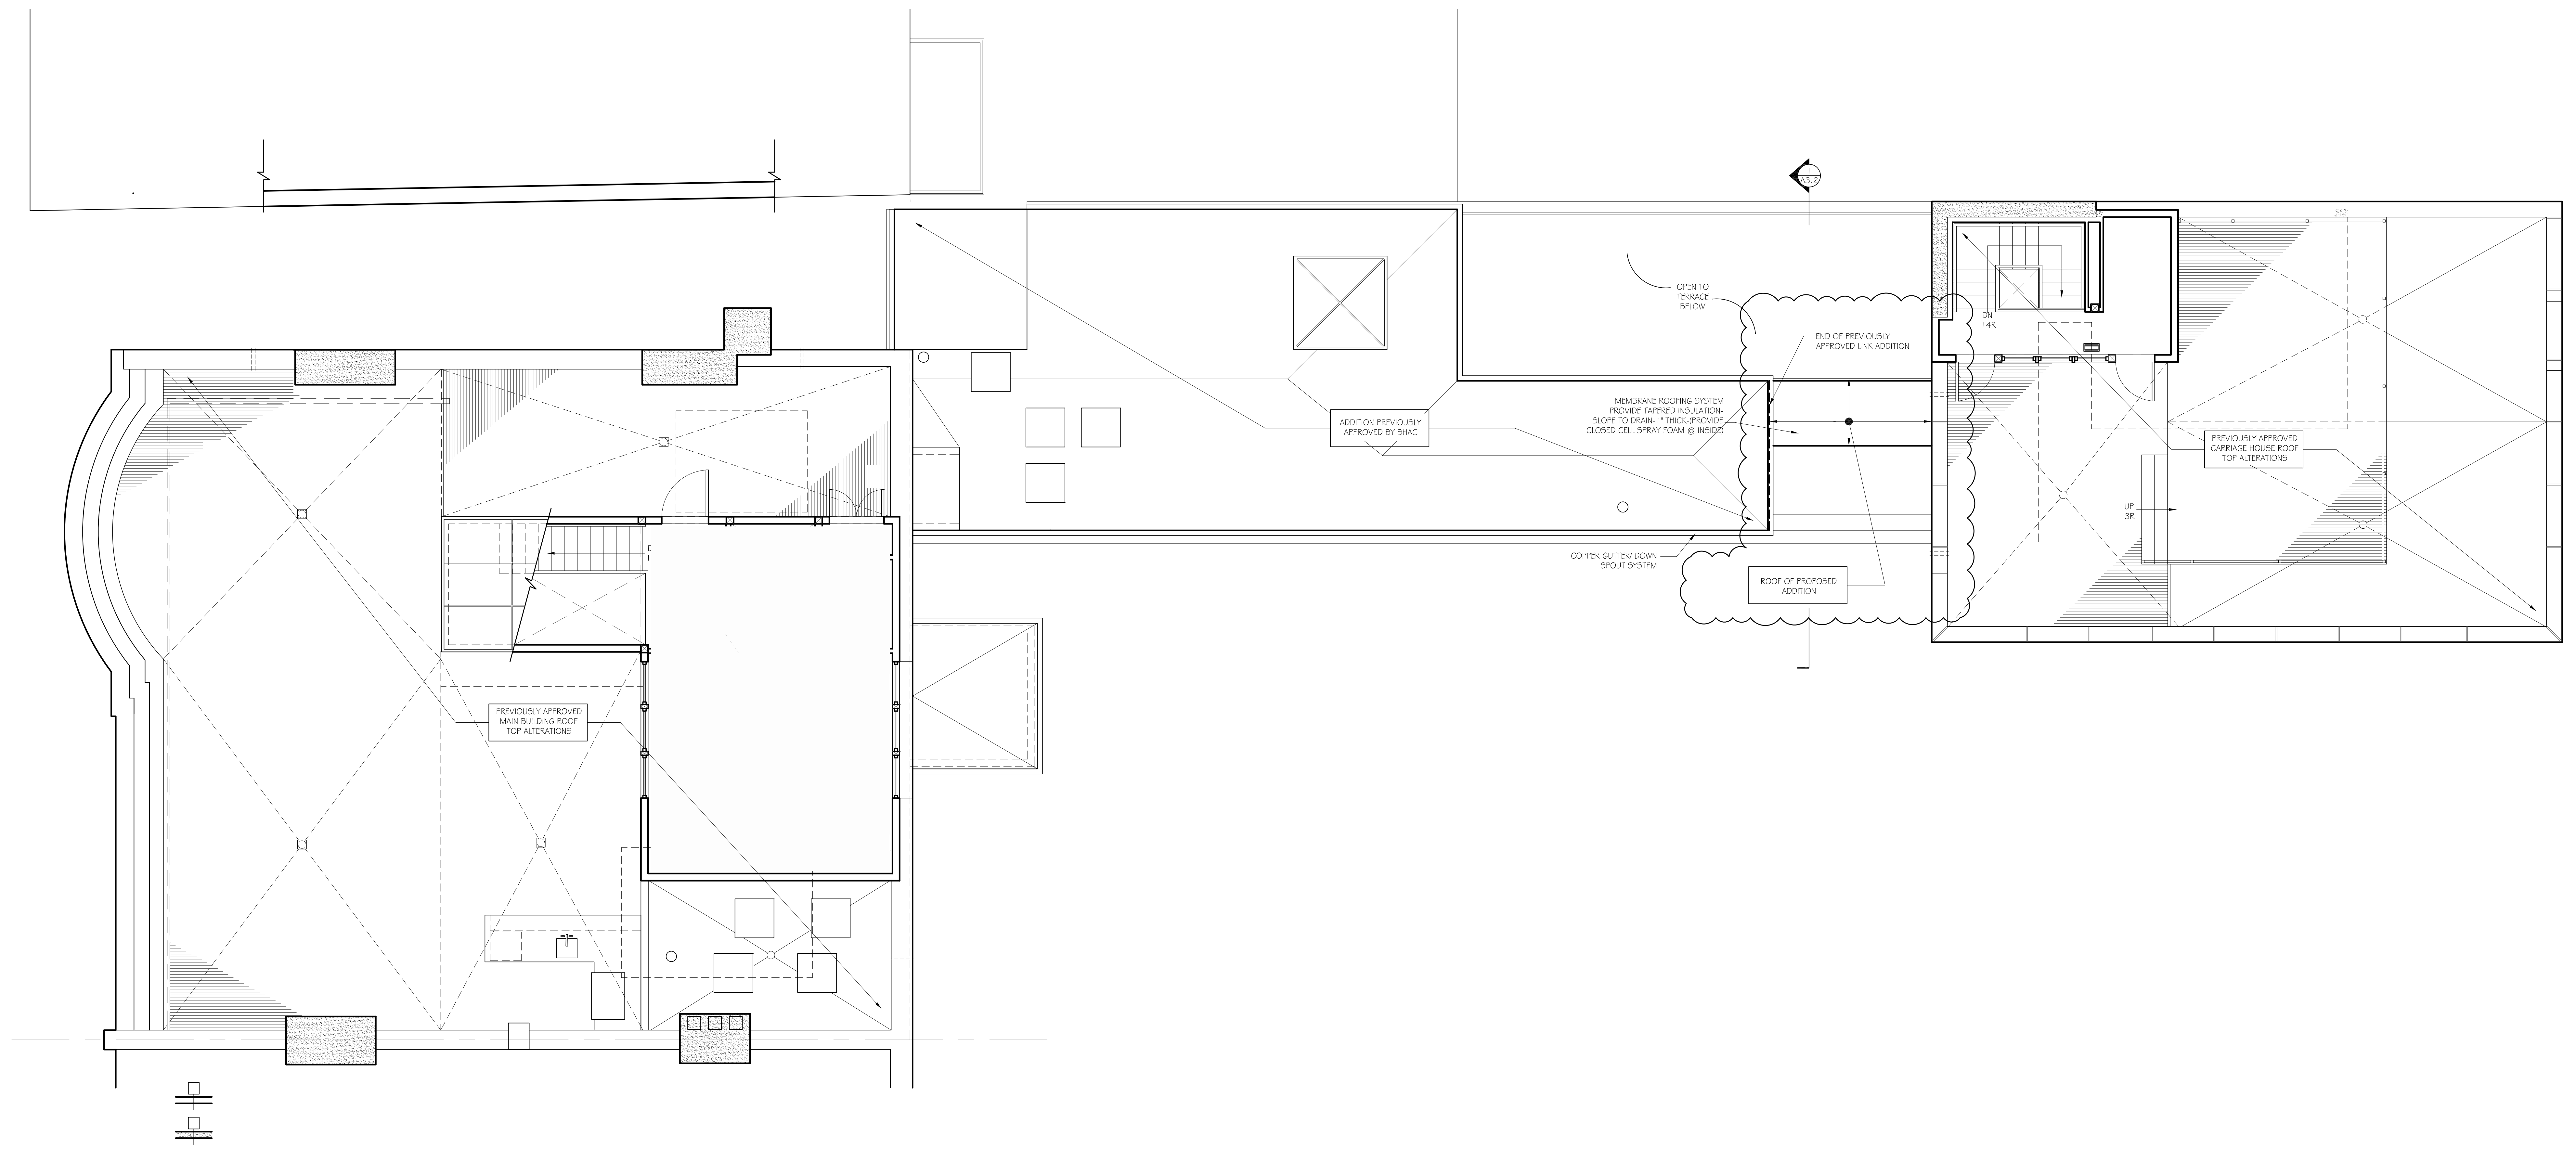 1
A3.2
OPEN TO
TERRACE
BELOW
END OF PREVIOUSLY
APPROVED LINK ADDITION
DN
14R
MEMBRANE ROOFING SYSTEM
PROVIDE TAPERED INSULATION-
SLOPE TO DRAIN-1" THICK-(PROVIDE
CLOSED CELL SPRAY FOAM @ INSIDE)
ADDITION PREVIOUSLY
APPROVED BY BHAC
PREVIOUSLY APPROVED
CARRIAGE HOUSE ROOF
TOP ALTERATIONS
UP
3R
COPPER GUTTER/ DOWN
SPOUT SYSTEM
ROOF OF PROPOSED
ADDITION
PREVIOUSLY APPROVED
MAIN BUILDING ROOF
TOP ALTERATIONS